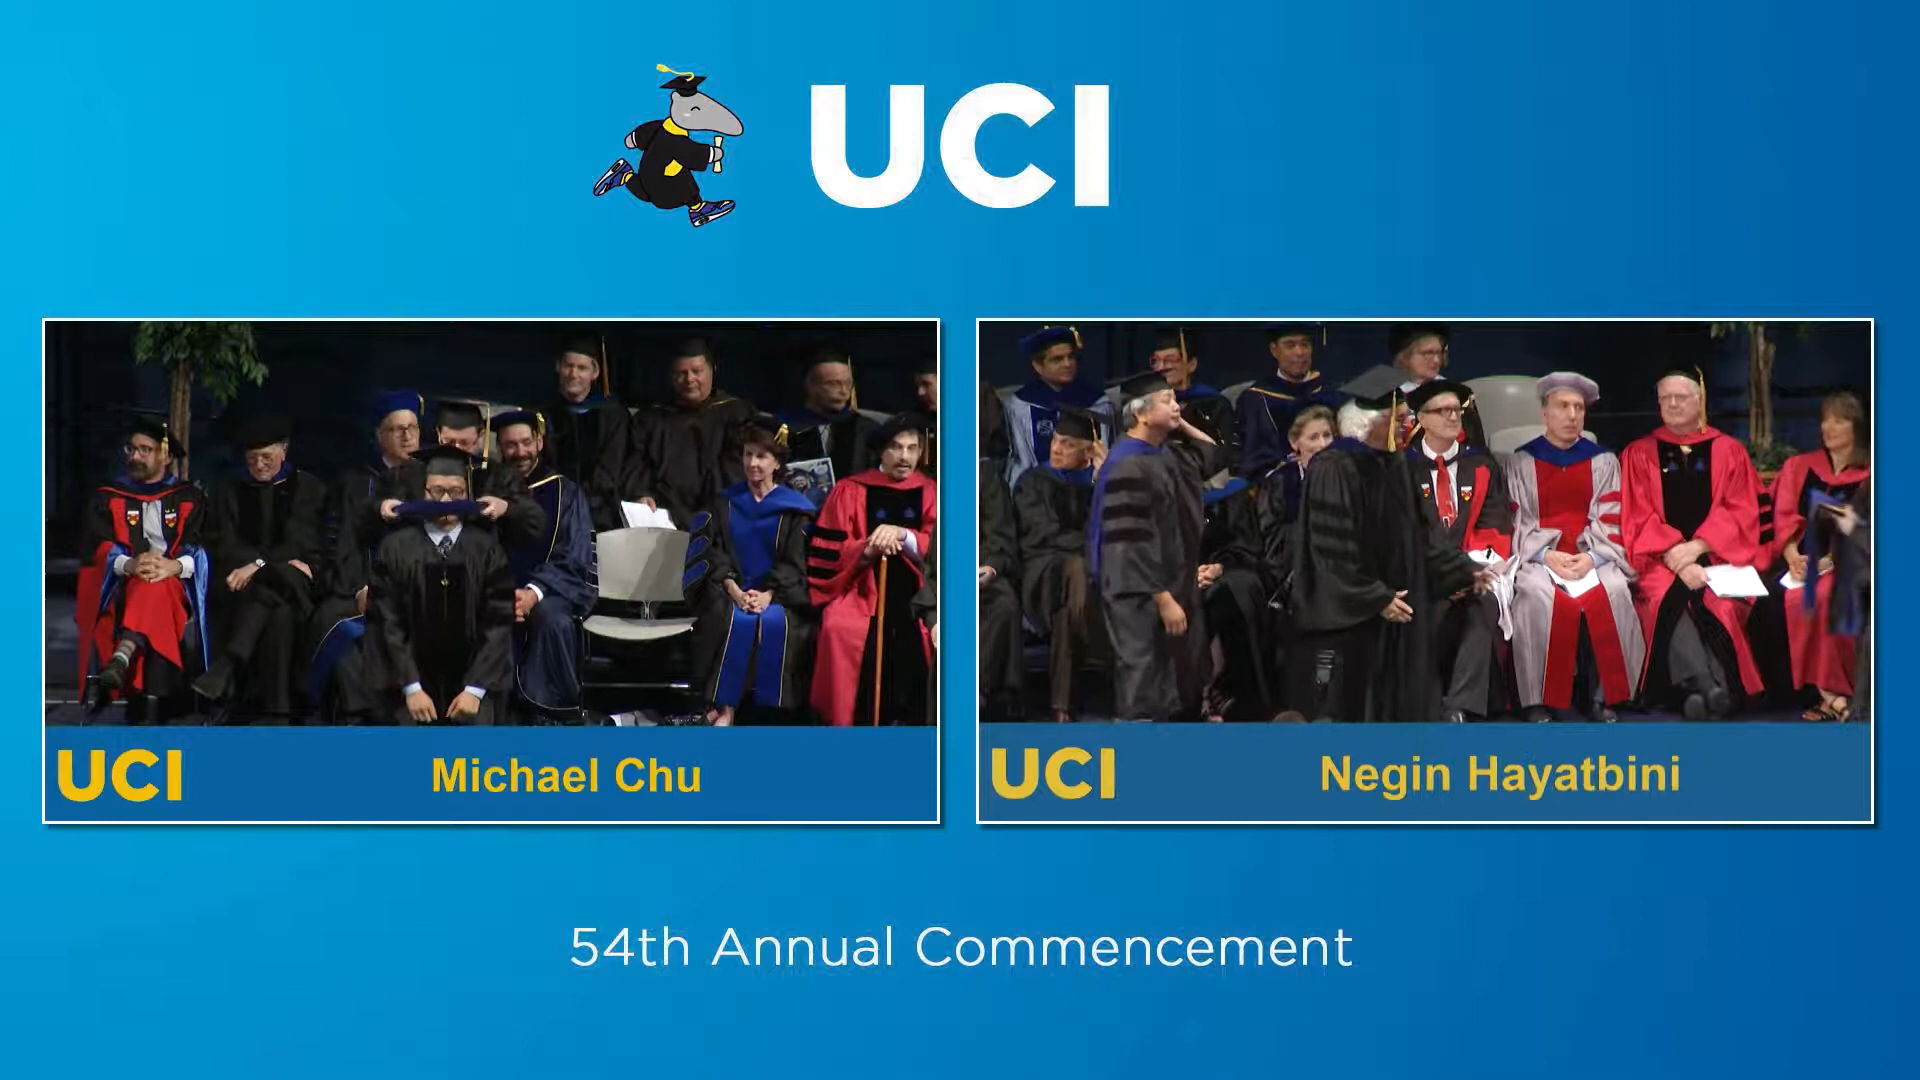 UCI
UCI
Michael Chu
UCI
Negin Hayatbini
54th Annual Commencement